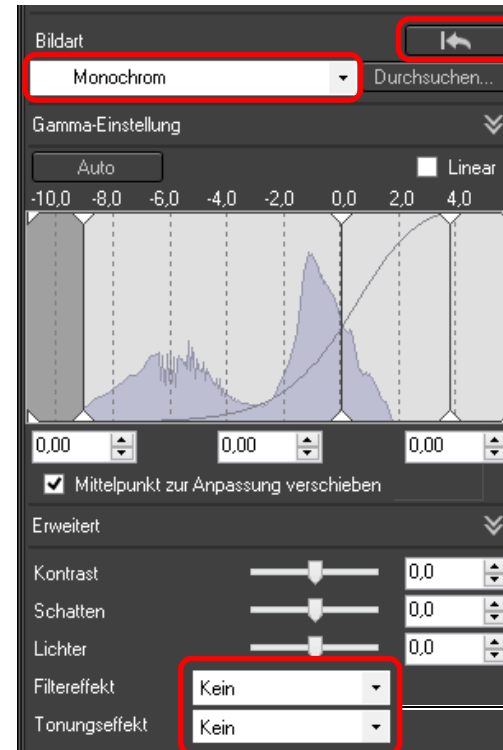 Bildart
Monochrom Durchsuchen...
Gamma-Einstellung
Auto Linear
-10,0 -8,0 -6,0 -4,0 -2,0 0,0 2,0 4,0
0,00 0,00 0,00
Mittelpunkt zur Anpassung verschieben
Erweitert
Kontrast 0,0
Schatten 0,0
Lichter 0,0
Filtereffekt Kein
Tonungseffekt Kein